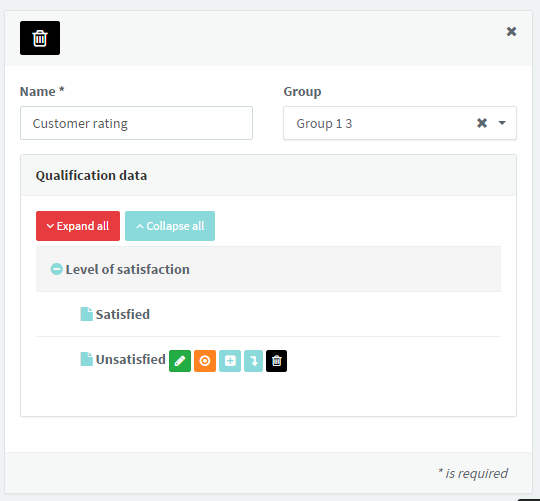 Name * Group
Customer rating Group 1 3
Qualification data
Expand all Collapse all
Level of satisfaction
Satisfied
Unsatisfied
* is required